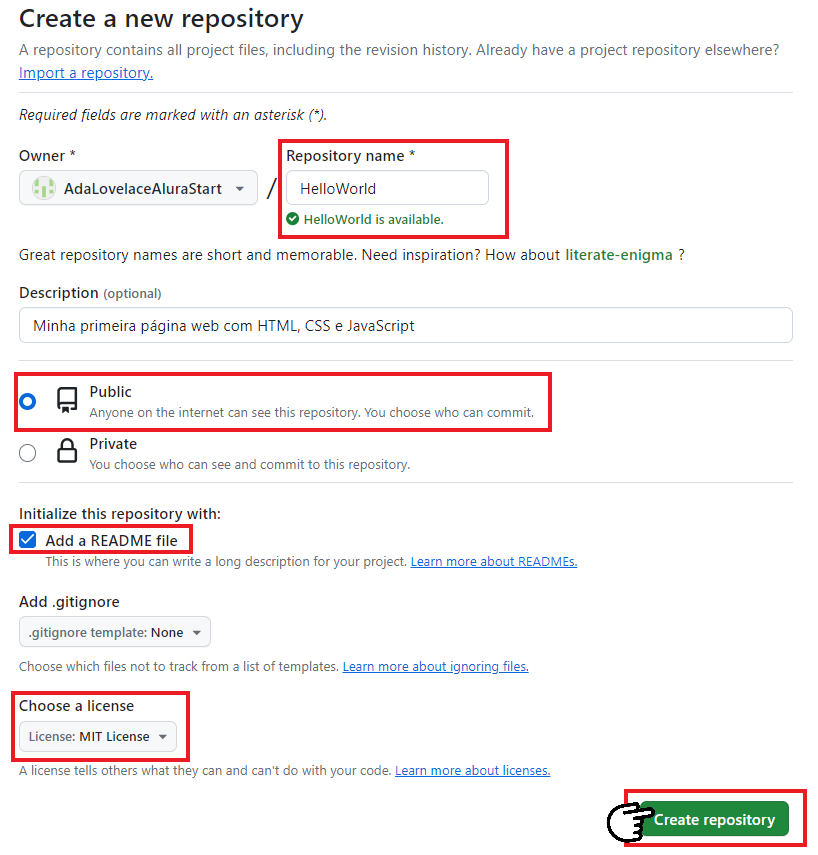 Create a new repository
A repository contains all project files, including the revision history. Already have a project repository elsewhere?
Import a repository.
Required fields are marked with an asterisk (*).
Owner *
Repository name *
AdaLovelaceAluraStart
/
HelloWorld
HelloWorld is available.
Great repository names are short and memorable. Need inspiration? How about literate-enigma ?
Description (optional)
Minha primeira página web com HTML, CSS e JavaScript
Public
Anyone on the internet can see this repository. You choose who can commit.
Private
You choose who can see and commit to this repository.
Initialize this repository with:
Add a README file
This is where you can write a long description for your project. Learn more about READMEs.
Add .gitignore
.gitignore template: None
Choose which files not to track from a list of templates. Learn more about ignoring files.
Choose a license
License: MIT License
A license tells others what they can and can't do with your code. Learn more about licenses.
Create repository